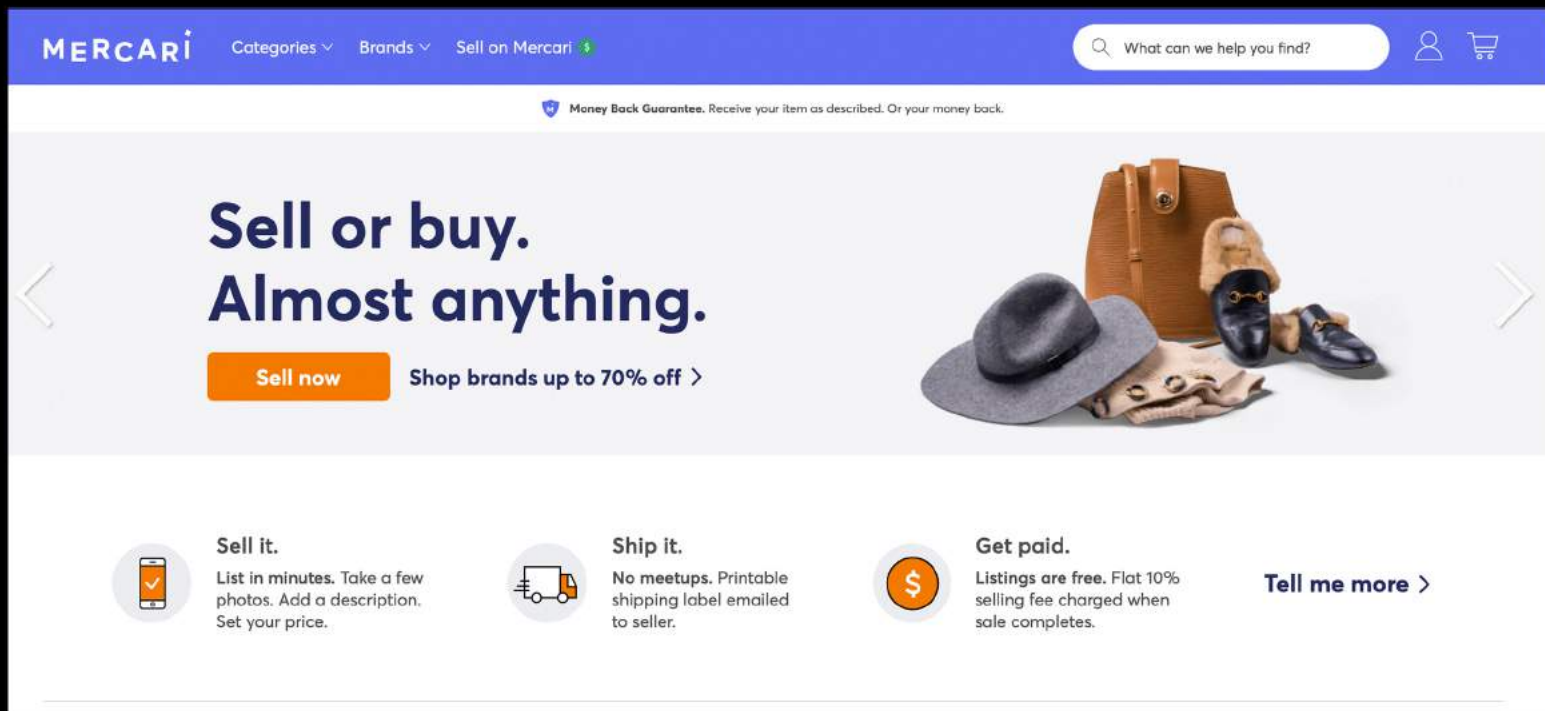 MERCARI
Categories
Brands
Sell on Mercari $
What can we help you find?
M
Money Back Guarantee. Receive your item as described. Or your money back.
Sell or buy.
Almost anything.
Sell now
Shop brands up to 70% off >
Sell it.
List in minutes. Take a few
photos. Add a description.
Set your price.
Ship it.
No meetups. Printable
shipping label emailed
to seller.
$
Get paid.
Listings are free. Flat 10%
selling fee charged when
sale completes.
Tell me more >